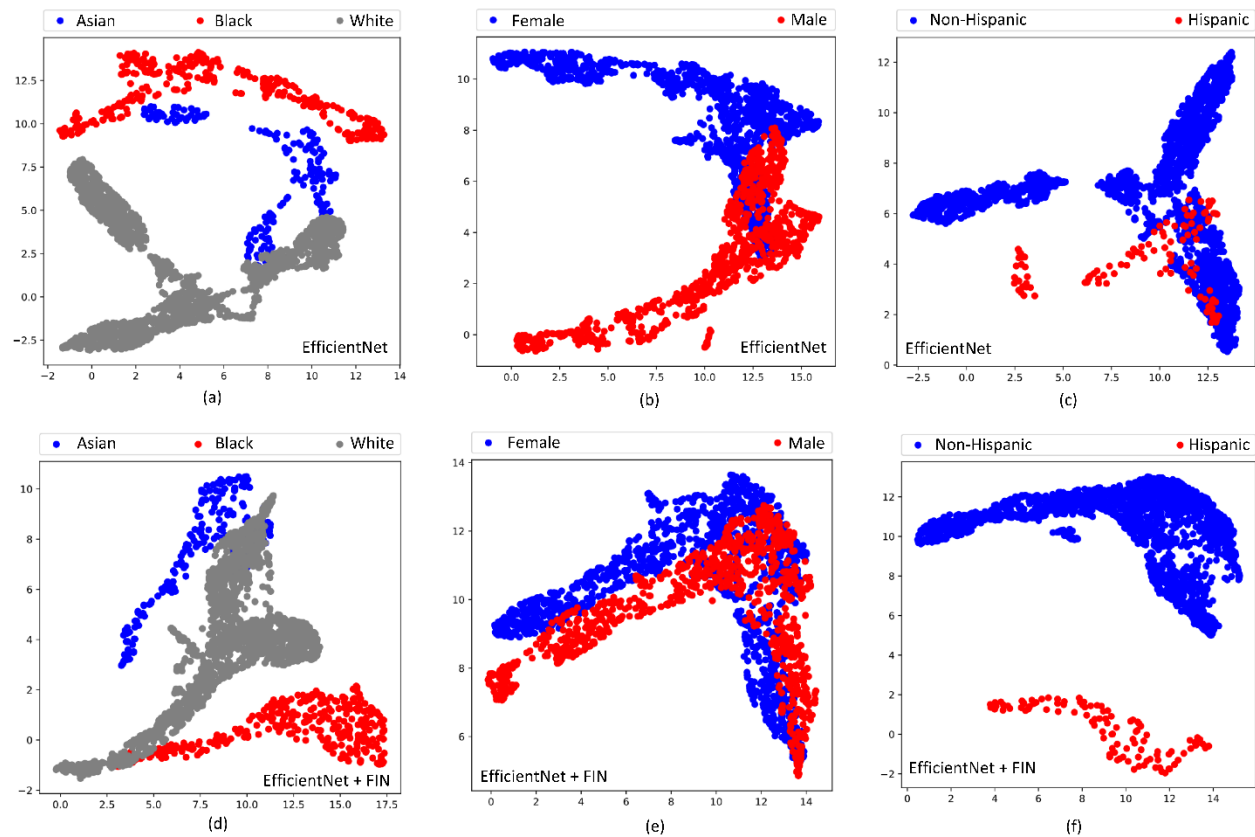 Asian Black White
Female Male
Non-Hispanic Hispanic
12.5
10.0
7.5
5.0
2.5
0.0
−2.5
EfficientNet
−2 0 2 4 6 8 10 12 14
(a)
10
8
6
4
2
0
EfficientNet
0.0 2.5 5.0 7.5 10.0 12.5 15.0
(b)
12
10
8
6
4
2
0
EfficientNet
−2.5 0.0 2.5 5.0 7.5 10.0 12.5
(c)
Asian Black White
Female Male
Non-Hispanic Hispanic
10
8
6
4
2
0
−2
EfficientNet + FIN
0.0 2.5 5.0 7.5 10.0 12.5 15.0 17.5
(d)
14
13
12
11
10
9
8
6
EfficientNet + FIN
0 2 4 6 8 10 12 14
(e)
12
10
8
6
4
2
0
−2
EfficientNet + FIN
0 2 4 6 8 10 12 14
(f)